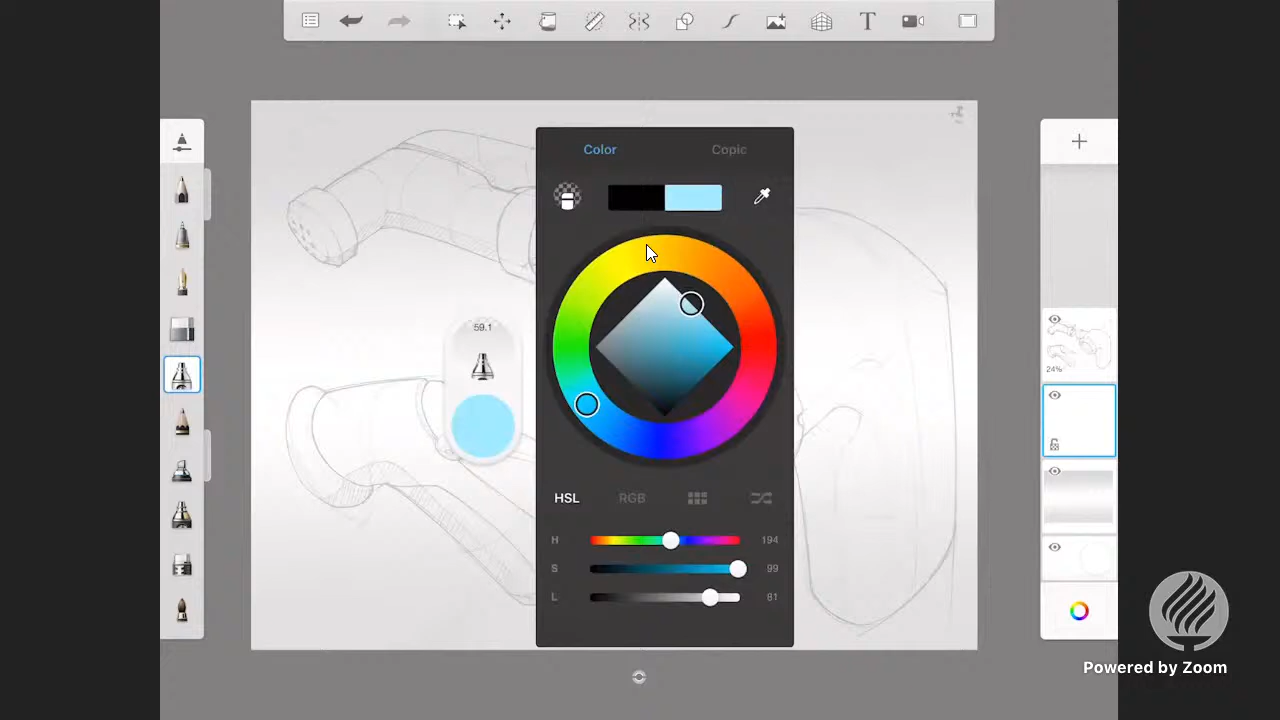 T
Color Copic
59.1
24%
HSL RGB
H 194
S 99
L 81
Powered by Zoom